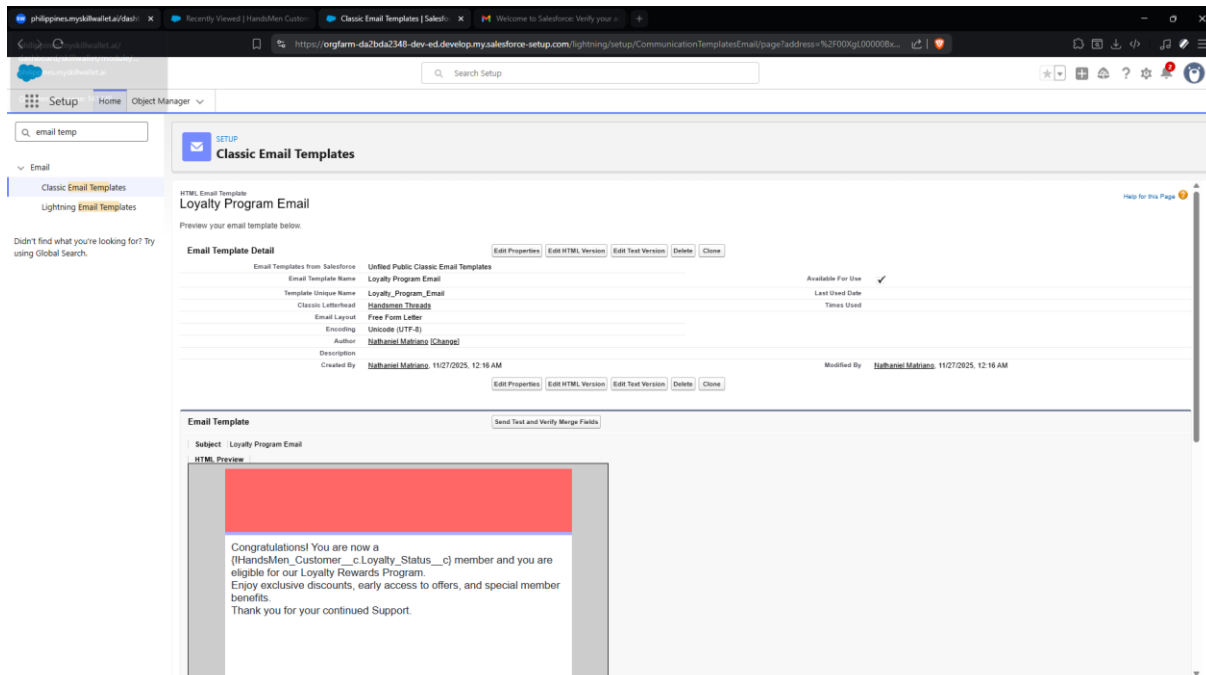 philippines.myskillwallet.ai/dashl
Recently Viewed | HandsMen Custon
Classic Email Templates | Salesfo
Welcome to Salesforce: Verify your
https://orgfarm-da2bda2348-dev-ed.develop.my.salesforce-setup.com/lightning/setup/CommunicationTemplatesEmail/page?address=%2F00XgL00000Bx...
Search Setup
2
Setup Home Object Manager
email temp
SETUP
Classic Email Templates
Email
Classic Email Templates
Lightning Email Templates
Didn't find what you're looking for? Try
using Global Search.
HTML Email Template
Loyalty Program Email
Help for this Page
Preview your email template below.
Email Template Detail
Edit Properties Edit HTML Version Edit Text Version Delete Clone
Email Templates from Salesforce Unfiled Public Classic Email Templates
Email Template Name Loyalty Program Email Available For Use ✓
Template Unique Name Loyalty_Program_Email Last Used Date
Classic Letterhead Handsmen Threads Times Used
Email Layout Free Form Letter
Encoding Unicode (UTF-8)
Author Nathaniel Matriano [Change]
Description
Created By Nathaniel Matriano, 11/27/2025, 12:16 AM Modified By Nathaniel Matriano, 11/27/2025, 12:16 AM
Edit Properties Edit HTML Version Edit Text Version Delete Clone
Email Template Send Test and Verify Merge Fields
Subject Loyalty Program Email
HTML Preview
Congratulations! You are now a
{!HandsMen_Customer__c.Loyalty_Status__c} member and you are
eligible for our Loyalty Rewards Program.
Enjoy exclusive discounts, early access to offers, and special member
benefits.
Thank you for your continued Support.